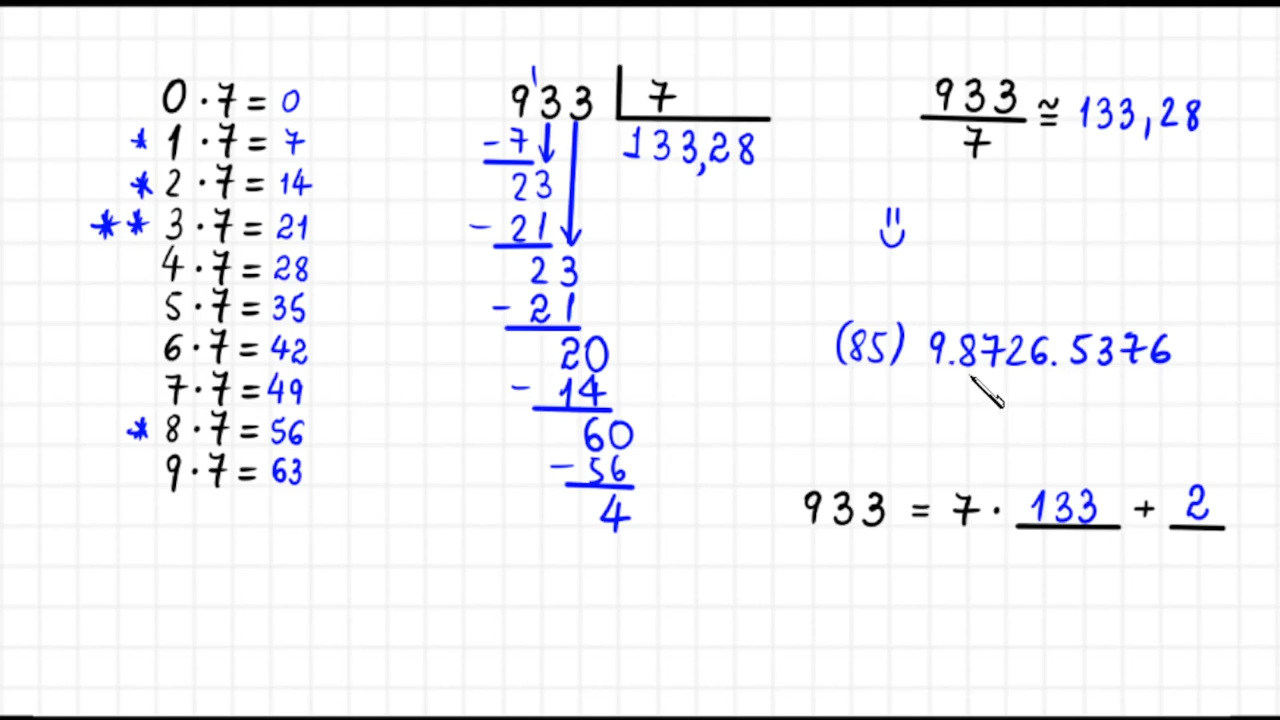 0 · 7 = 0
* 1 · 7 = 7
* 2 · 7 = 14
** 3 · 7 = 21
4 · 7 = 28
5 · 7 = 35
6 · 7 = 42
7 · 7 = 49
* 8 · 7 = 56
9 · 7 = 63
1
933 7
- 7 133,28
23
- 21
23
- 21
20
- 14
60
- 56
4
933
7 ≅ 133,28
(85) 9.8726.5376
933 = 7 · 133 + 2